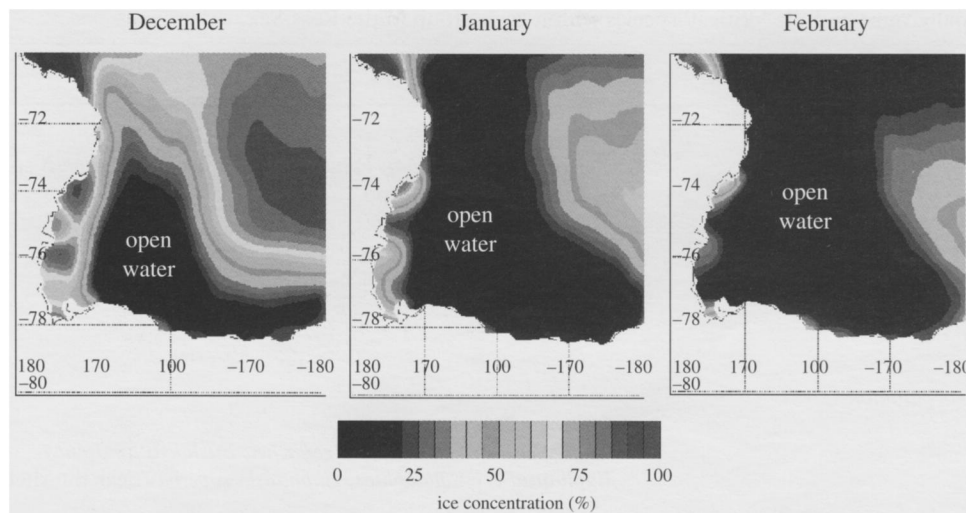 December January February
-72 -72 -72
-74 -74 -74
open water open water open water
-76 -76 -76
-78 -78 -78
180 170 160 -170 -180 180 170 100 -170 -180 180 170 100 -170 -180
-80 -80 -80
0 25 50 75 100
ice concentration (%)